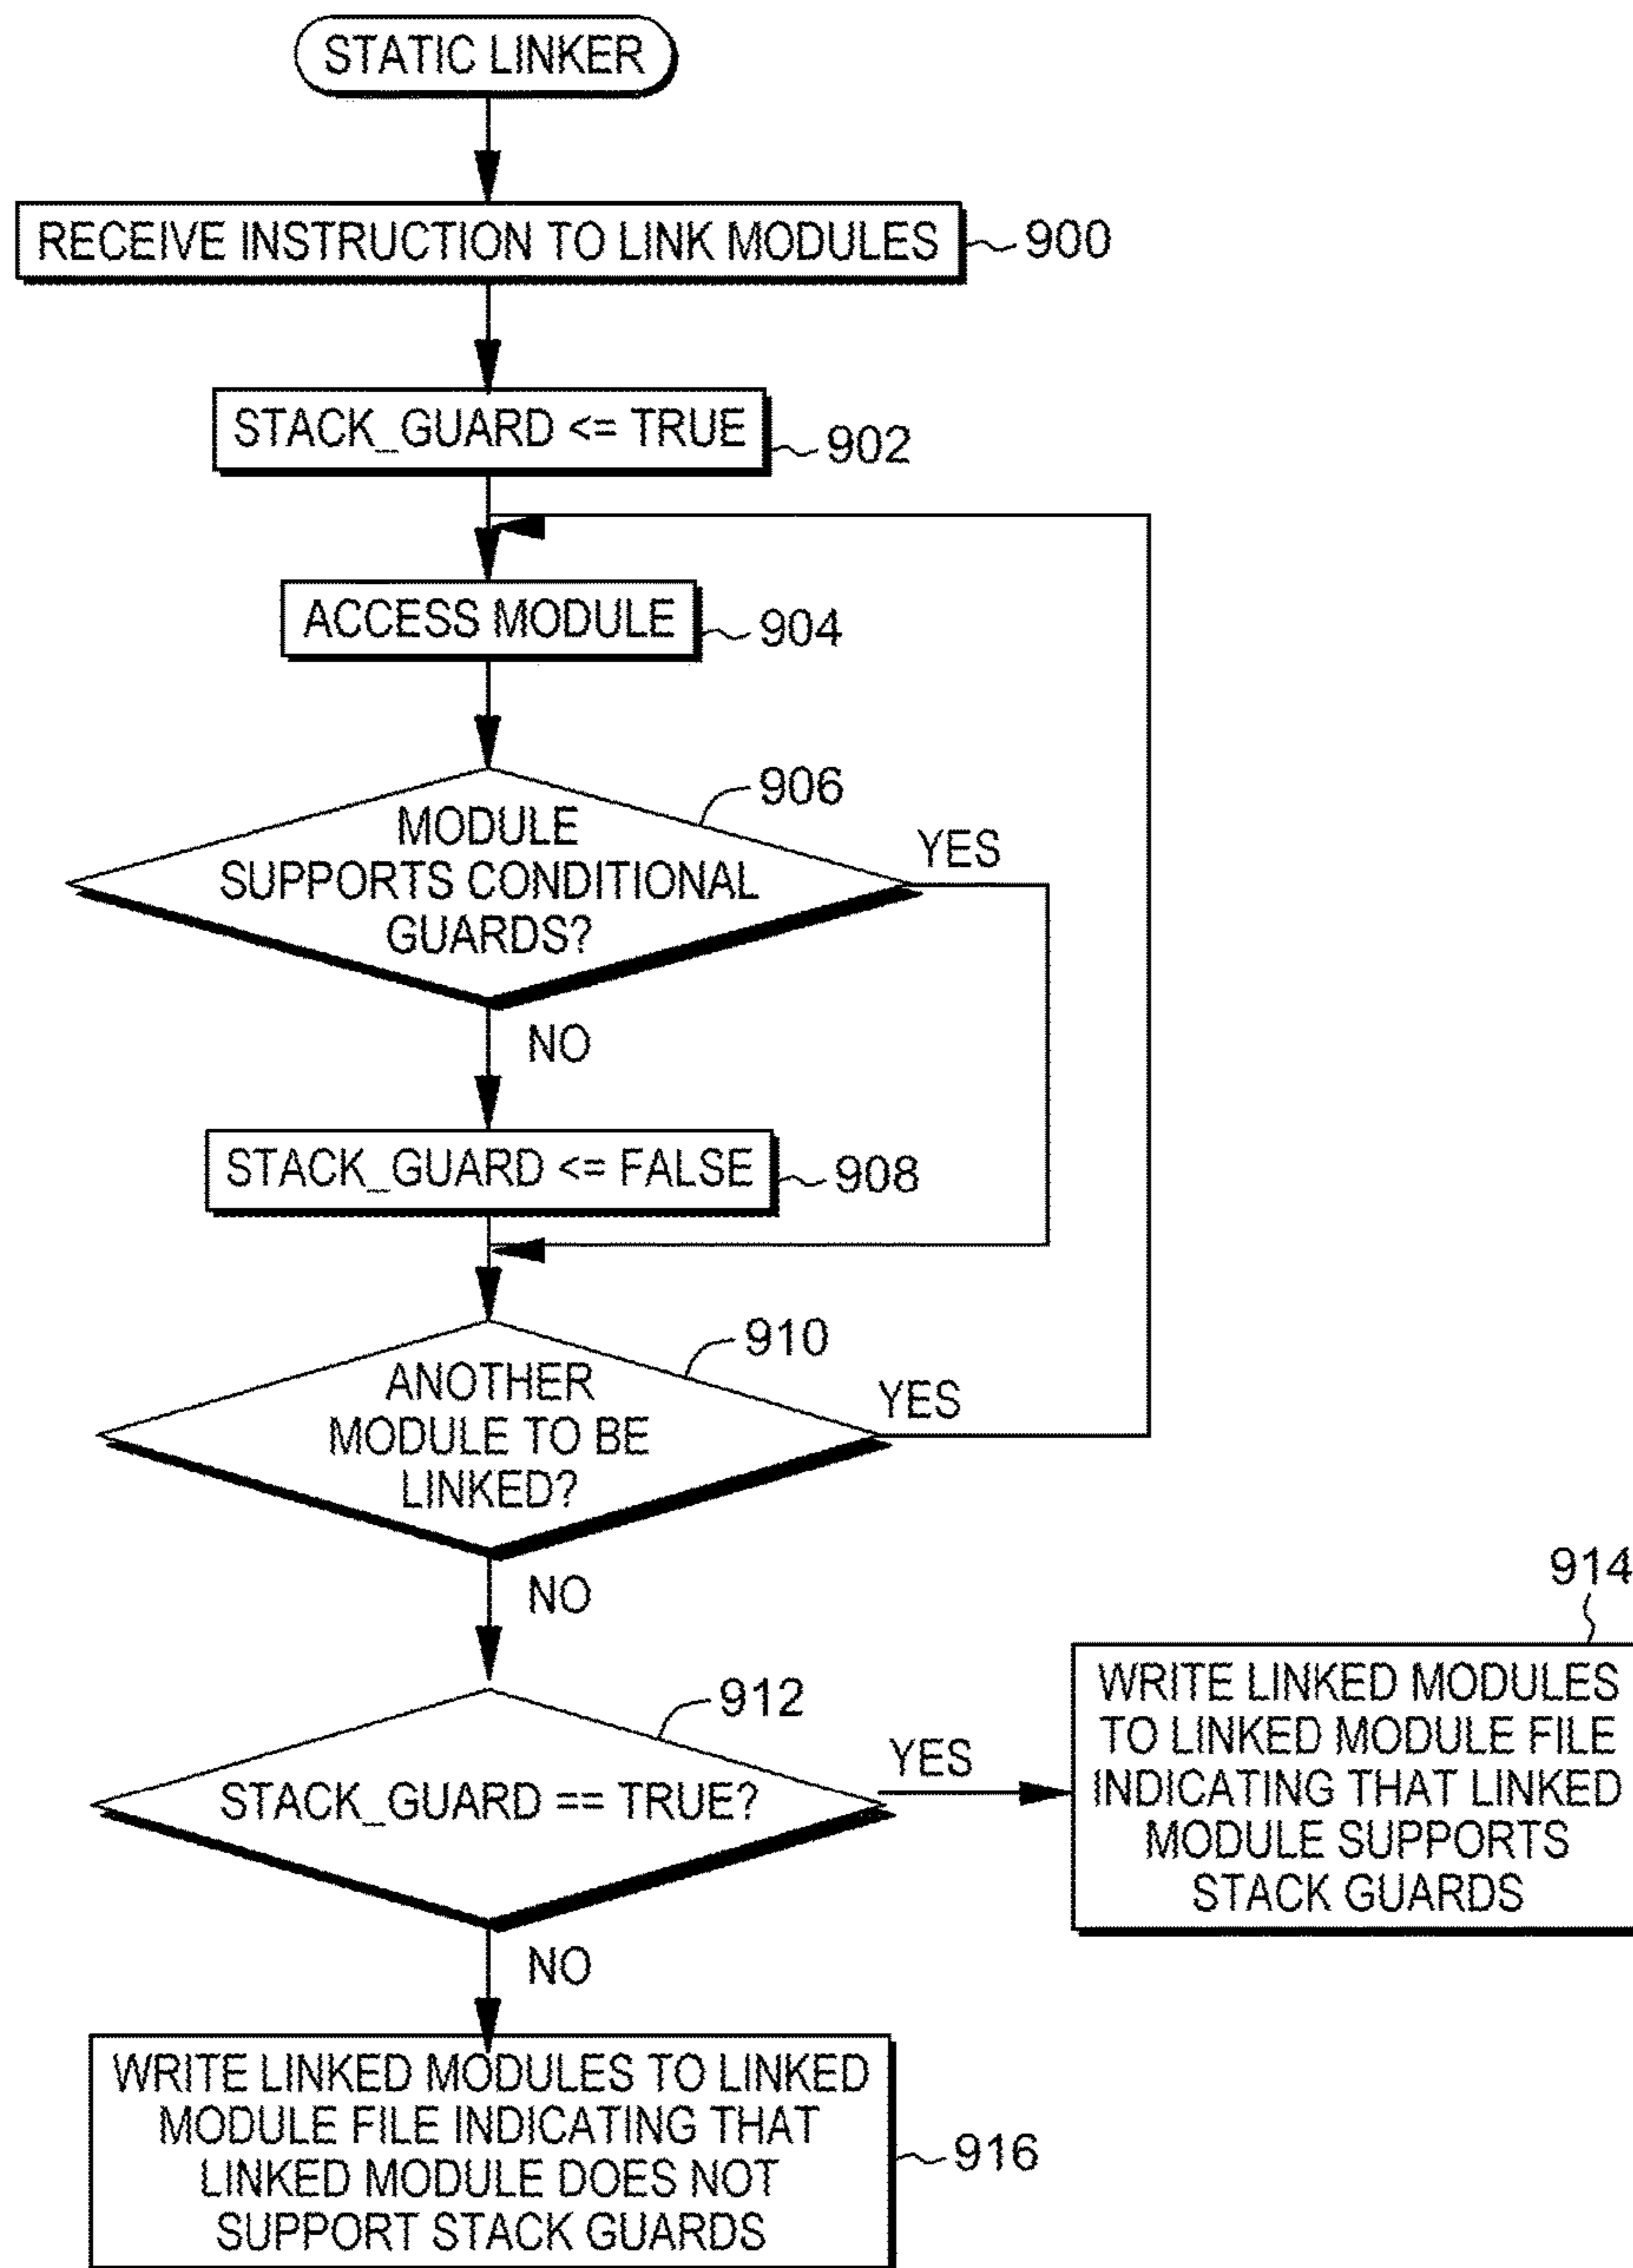 STATIC LINKER
RECEIVE INSTRUCTION TO LINK MODULES
900
STACK_GUARD <= TRUE
902
ACCESS MODULE
904
906
MODULE
SUPPORTS CONDITIONAL
GUARDS?
YES
NO
STACK_GUARD <= FALSE
908
910
ANOTHER
MODULE TO BE
LINKED?
YES
NO
912
STACK_GUARD == TRUE?
YES
914
WRITE LINKED MODULES
TO LINKED MODULE FILE
INDICATING THAT LINKED
MODULE SUPPORTS
STACK GUARDS
NO
WRITE LINKED MODULES TO LINKED
MODULE FILE INDICATING THAT
LINKED MODULE DOES NOT
SUPPORT STACK GUARDS
916